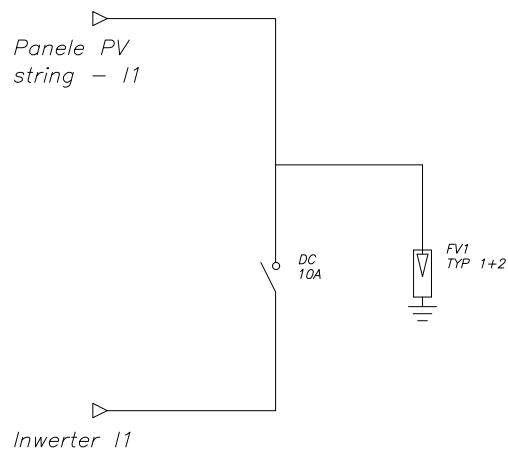 Panele PV
string - I1
DC
10A
FV1
TYP 1+2
Inwerter I1